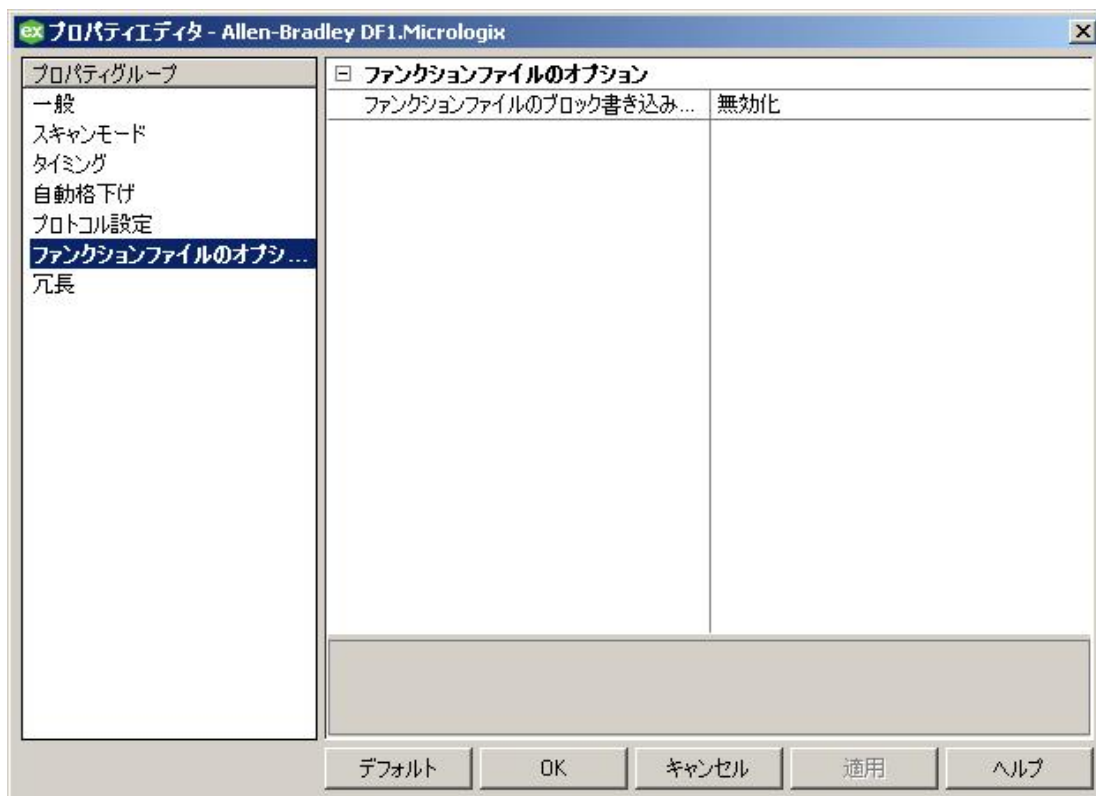 ex プロパティエディタ - Allen-Bradley DF1.Micrologix
プロパティグループ
一般
スキャンモード
タイミング
自動格下げ
プロトコル設定
ファンクションファイルのオプシ...
冗長
ファンクションファイルのオプション
ファンクションファイルのブロック書き込み... 無効化
デフォルト OK キャンセル 適用 ヘルプ